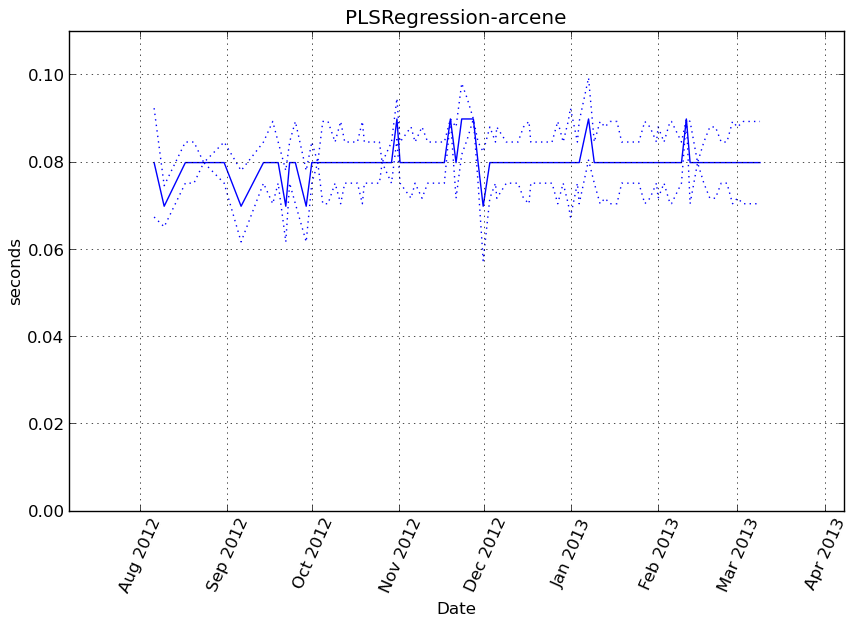 PLSRegression-arcene
0.10
0.08
0.06
0.04
0.02
0.00
seconds
Aug 2012
Sep 2012
Oct 2012
Nov 2012
Dec 2012
Jan 2013
Feb 2013
Mar 2013
Apr 2013
Date